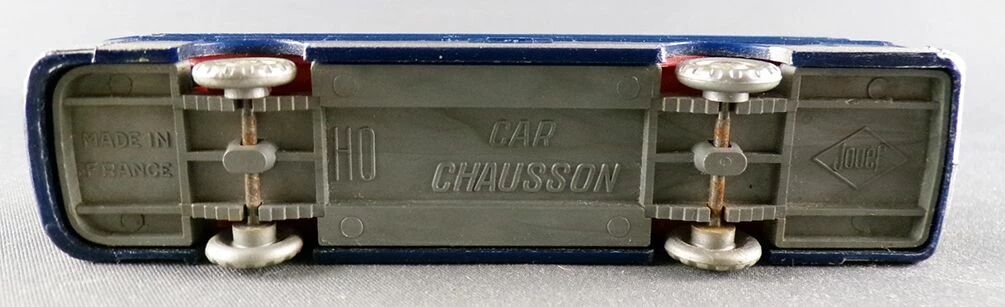 MADE IN
FRANCE
HO
CAR
CHAUSSON
JOUEF